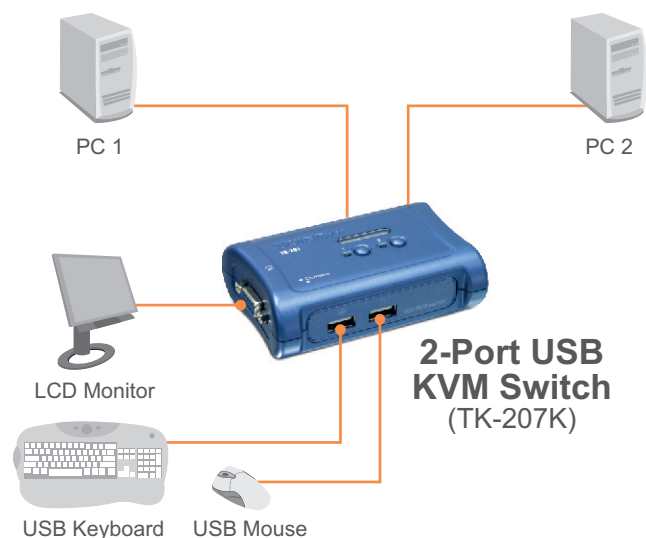 PC 1
PC 2
LCD Monitor
2-Port USB
KVM Switch
(TK-207K)
USB Keyboard
USB Mouse